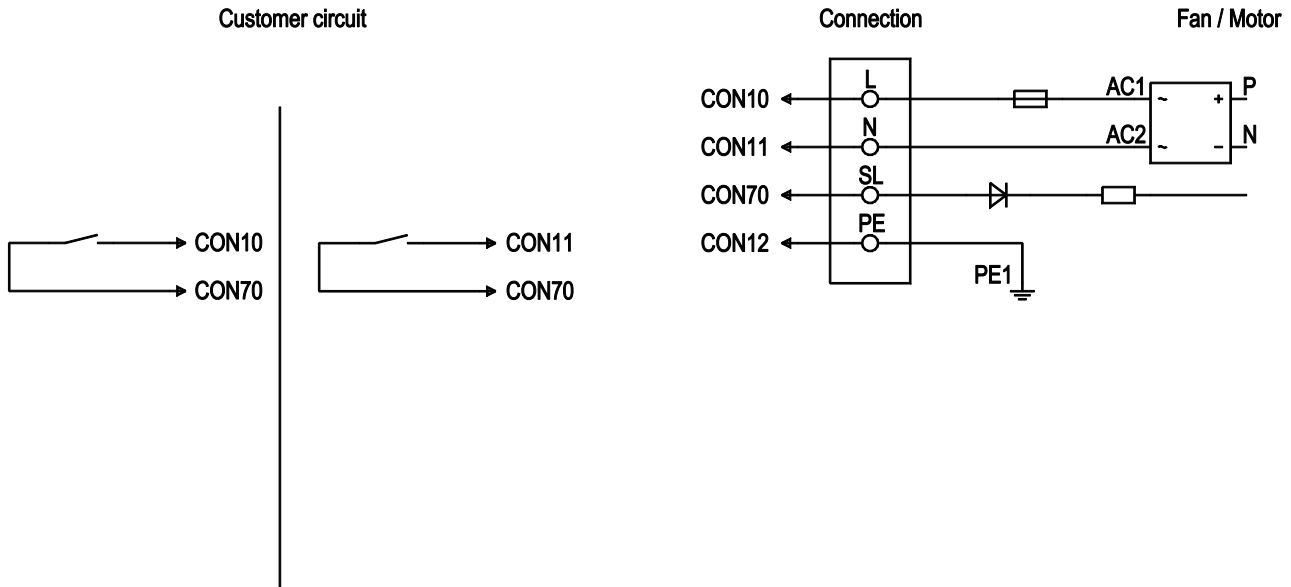 Customer circuit
Connection
Fan / Motor
CON10
CON70
CON11
CON70
CON10
L
AC1
~
+
P
CON11
N
AC2
~
-
N
CON70
SL
CON12
PE
PE1